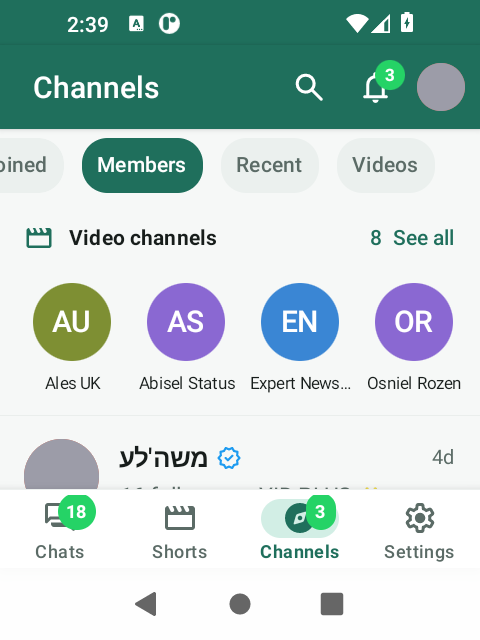 2:39
Channels
3
Members
Recent
Videos
Video channels
8 See all
AU
AS
EN
OR
Ales UK
Abisel Status
Expert News...
Osniel Rozen
משה'לע
4d
18
3
Chats
Shorts
Channels
Settings